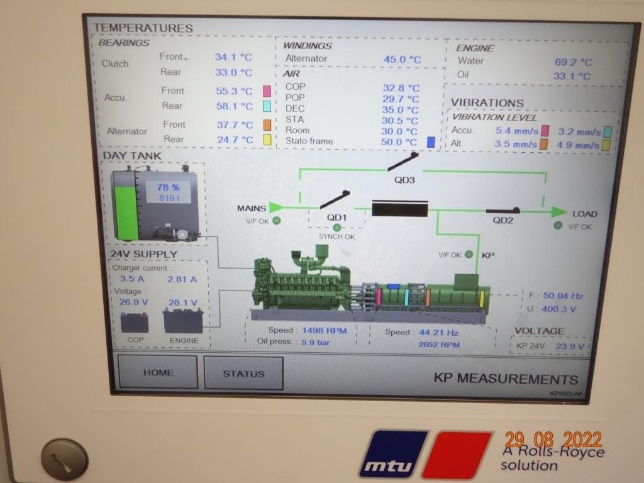 TEMPERATURES
BEARINGS
Clutch Front 34.1 °C
Rear 33.0 °C
Accu. Front 55.3 °C
Rear 58.1 °C
Alternator Front 37.7 °C
Rear 24.7 °C
WINDINGS
Alternator 45.0 °C
AIR
COP 32.8 °C
POP 29.7 °C
DEC 35.0 °C
STA 30.5 °C
Room 30.0 °C
Stato frame 50.0 °C
ENGINE
Water 69.2 °C
Oil 33.1 °C
VIBRATIONS
VIBRATION LEVEL
Accu. 5.4 mm/s 3.2 mm/s
Alt 3.5 mm/s 4.9 mm/s
DAY TANK
78 %
819 l
QD3
MAINS
V/F OK
QD1
SYNCH OK
QD2
LOAD
V/F OK
V/F OK KP
24V SUPPLY
Charger current :
3.5 A 2.81 A
Voltage :
26.9 V 28.1 V
COP ENGINE
Speed : 1498 RPM
Oil press : 5.9 bar
Speed : 44.21 Hz
2652 RPM
F : 50.04 Hz
U : 400.3 V
VOLTAGE
KP 24V 23.9 V
HOME
STATUS
KP MEASUREMENTS
mtu
29 08 2022
A Rolls-Royce
solution